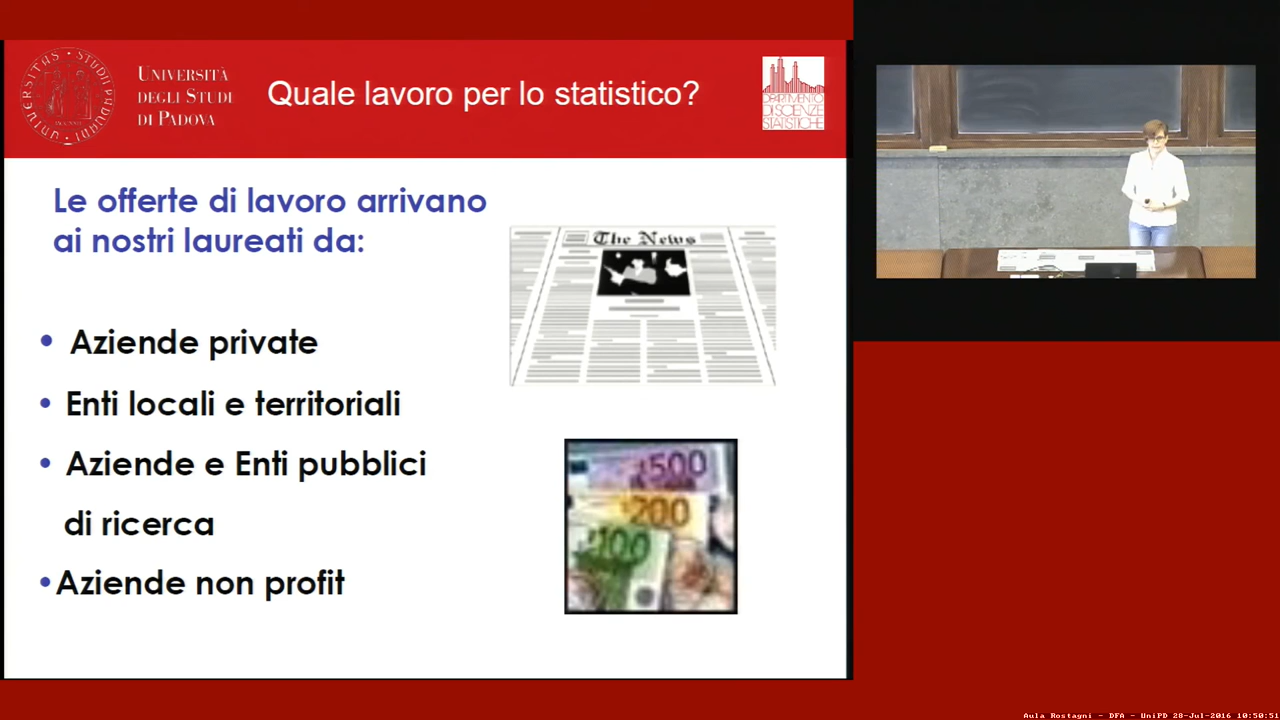 UNIVERSITÀ
DEGLI STUDI
DI PADOVA
Quale lavoro per lo statistico?
DIPARTIMENTO
DI SCIENZE
STATISTICHE
Le offerte di lavoro arrivano
ai nostri laureati da:
The News
• Aziende private
• Enti locali e territoriali
• Aziende e Enti pubblici
di ricerca
• Aziende non profit
500
200
100
Aula Rostagni - DFA - UniPD 28-Jul-2016 10:50:51